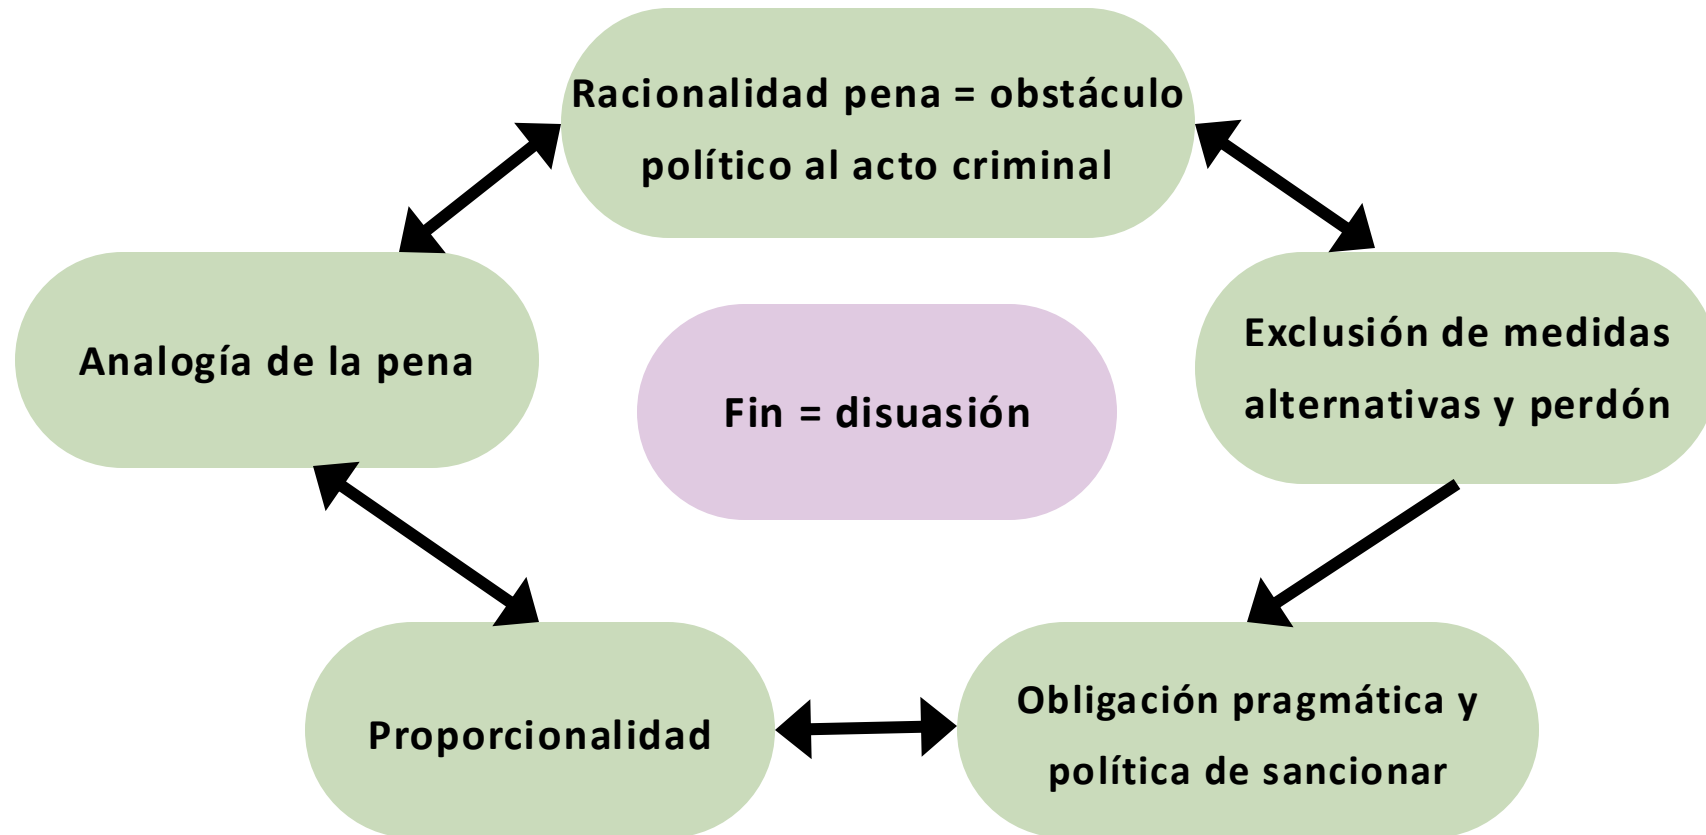 Racionalidad pena = obstáculo
político al acto criminal
Analogía de la pena
Fin = disuasión
Exclusión de medidas
alternativas y perdón
Proporcionalidad
Obligación pragmática y
política de sancionar